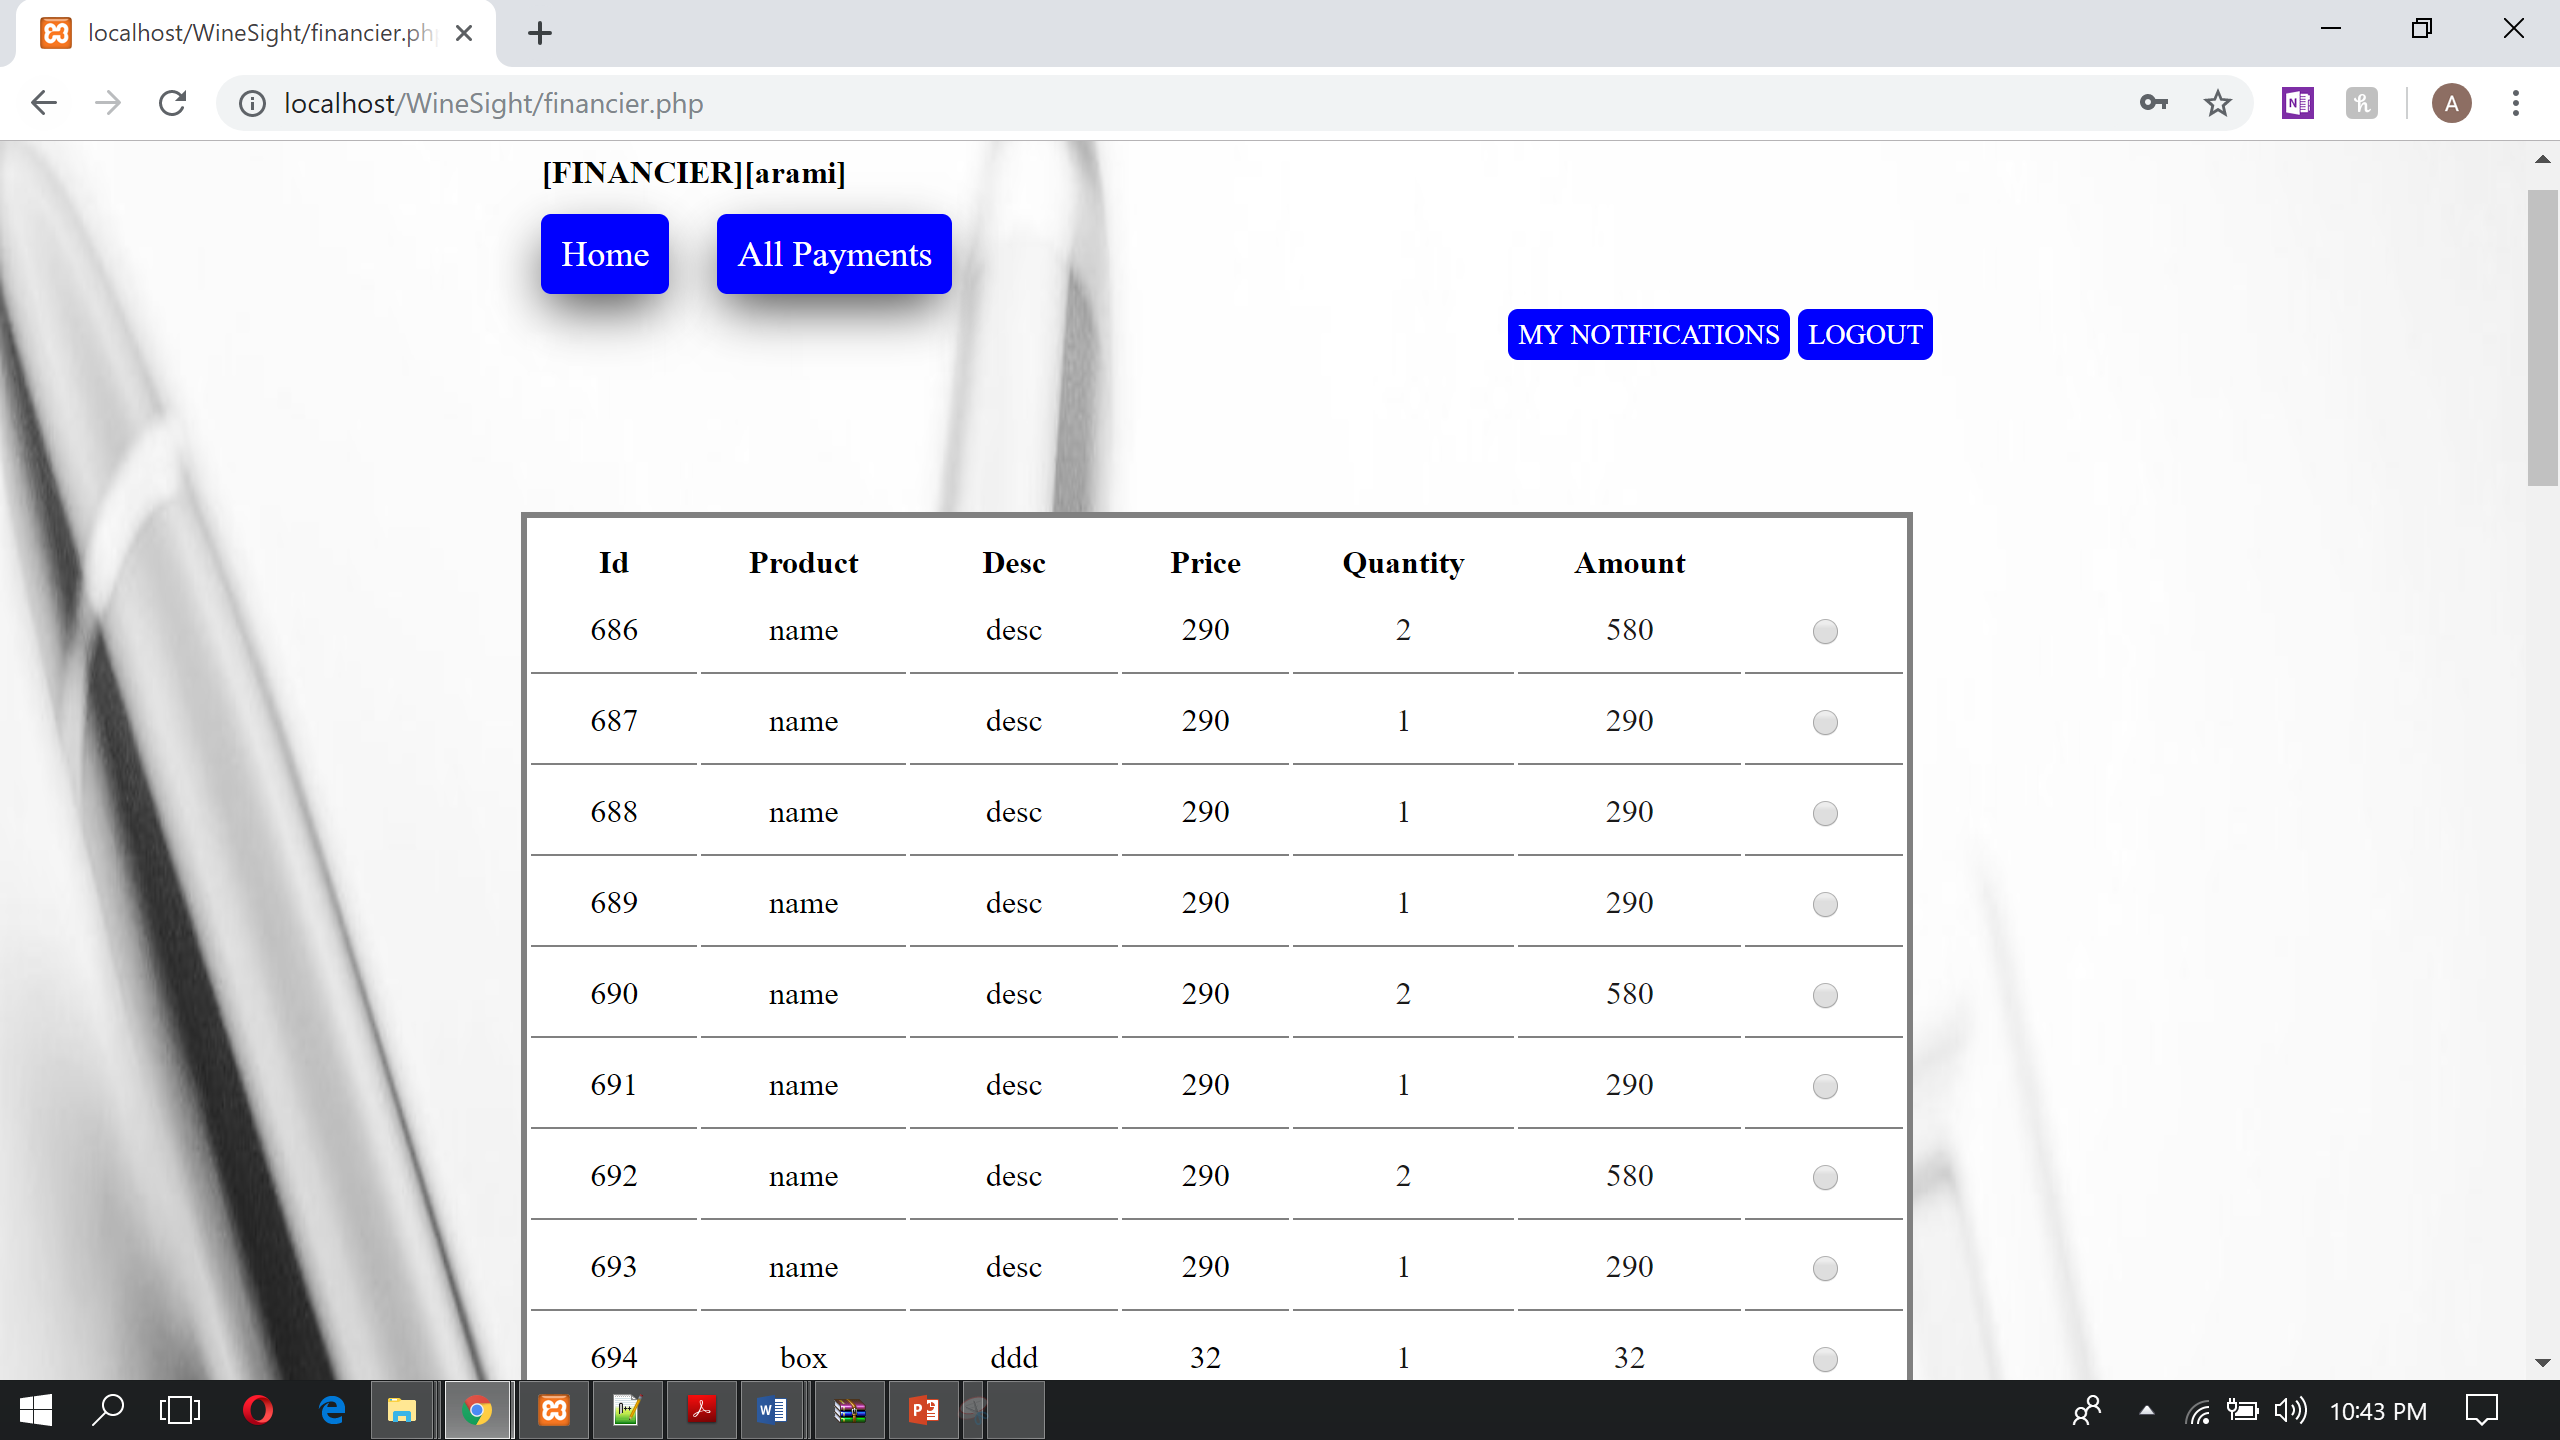 localhost/WineSight/financier.ph
localhost/WineSight/financier.php
A
[FINANCIER][arami]
Home All Payments
MY NOTIFICATIONS LOGOUT
Id Product Desc Price Quantity Amount
686 name desc 290 2 580
687 name desc 290 1 290
688 name desc 290 1 290
689 name desc 290 1 290
690 name desc 290 2 580
691 name desc 290 1 290
692 name desc 290 2 580
693 name desc 290 1 290
694 box ddd 32 1 32
10:43 PM